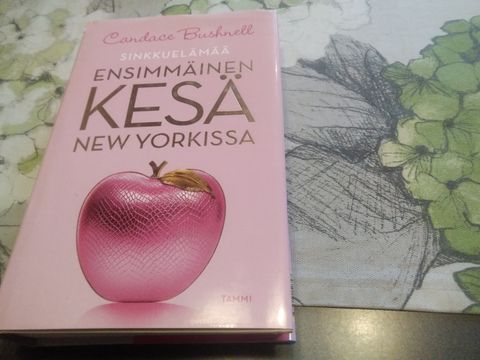 Candace Bushnell
SINKKUELÄMÄÄ
ENSIMMÄINEN
KESÄ
NEW YORKISSA
TAMMI